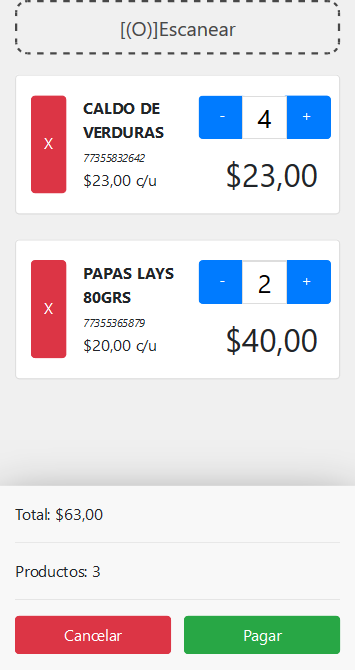 [(O)]Escanear
X
CALDO DE
VERDURAS
77355832642
$23,00 c/u
- 4 +
$23,00
X
PAPAS LAYS
80GRS
77355365879
$20,00 c/u
- 2 +
$40,00
Total: $63,00
Productos: 3
Cancelar
Pagar